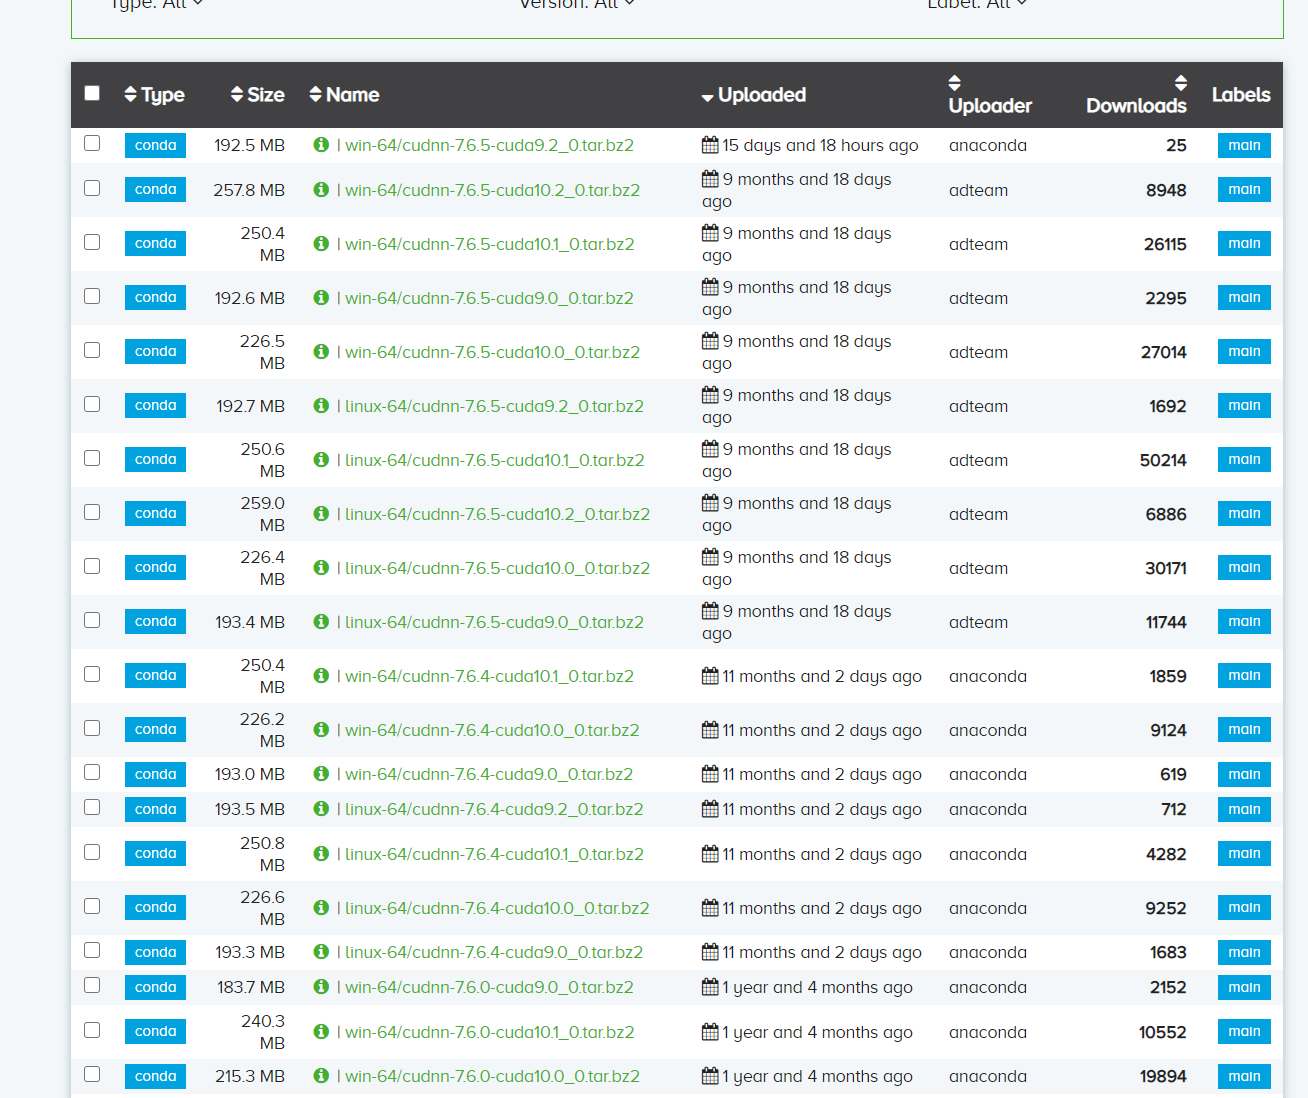 Type: All
Version: All
Label: All
Type Size Name Uploaded Uploader Downloads Labels
conda 192.5 MB | win-64/cudnn-7.6.5-cuda9.2_0.tar.bz2 15 days and 18 hours ago anaconda 25 main
conda 257.8 MB | win-64/cudnn-7.6.5-cuda10.2_0.tar.bz2 9 months and 18 days ago adteam 8948 main
conda 250.4 MB | win-64/cudnn-7.6.5-cuda10.1_0.tar.bz2 9 months and 18 days ago adteam 26115 main
conda 192.6 MB | win-64/cudnn-7.6.5-cuda9.0_0.tar.bz2 9 months and 18 days ago adteam 2295 main
conda 226.5 MB | win-64/cudnn-7.6.5-cuda10.0_0.tar.bz2 9 months and 18 days ago adteam 27014 main
conda 192.7 MB | linux-64/cudnn-7.6.5-cuda9.2_0.tar.bz2 9 months and 18 days ago adteam 1692 main
conda 250.6 MB | linux-64/cudnn-7.6.5-cuda10.1_0.tar.bz2 9 months and 18 days ago adteam 50214 main
conda 259.0 MB | linux-64/cudnn-7.6.5-cuda10.2_0.tar.bz2 9 months and 18 days ago adteam 6886 main
conda 226.4 MB | linux-64/cudnn-7.6.5-cuda10.0_0.tar.bz2 9 months and 18 days ago adteam 30171 main
conda 193.4 MB | linux-64/cudnn-7.6.5-cuda9.0_0.tar.bz2 9 months and 18 days ago adteam 11744 main
conda 250.4 MB | win-64/cudnn-7.6.4-cuda10.1_0.tar.bz2 11 months and 2 days ago anaconda 1859 main
conda 226.2 MB | win-64/cudnn-7.6.4-cuda10.0_0.tar.bz2 11 months and 2 days ago anaconda 9124 main
conda 193.0 MB | win-64/cudnn-7.6.4-cuda9.0_0.tar.bz2 11 months and 2 days ago anaconda 619 main
conda 193.5 MB | linux-64/cudnn-7.6.4-cuda9.2_0.tar.bz2 11 months and 2 days ago anaconda 712 main
conda 250.8 MB | linux-64/cudnn-7.6.4-cuda10.1_0.tar.bz2 11 months and 2 days ago anaconda 4282 main
conda 226.6 MB | linux-64/cudnn-7.6.4-cuda10.0_0.tar.bz2 11 months and 2 days ago anaconda 9252 main
conda 193.3 MB | linux-64/cudnn-7.6.4-cuda9.0_0.tar.bz2 11 months and 2 days ago anaconda 1683 main
conda 183.7 MB | win-64/cudnn-7.6.0-cuda9.0_0.tar.bz2 1 year and 4 months ago anaconda 2152 main
conda 240.3 MB | win-64/cudnn-7.6.0-cuda10.1_0.tar.bz2 1 year and 4 months ago anaconda 10552 main
conda 215.3 MB | win-64/cudnn-7.6.0-cuda10.0_0.tar.bz2 1 year and 4 months ago anaconda 19894 main